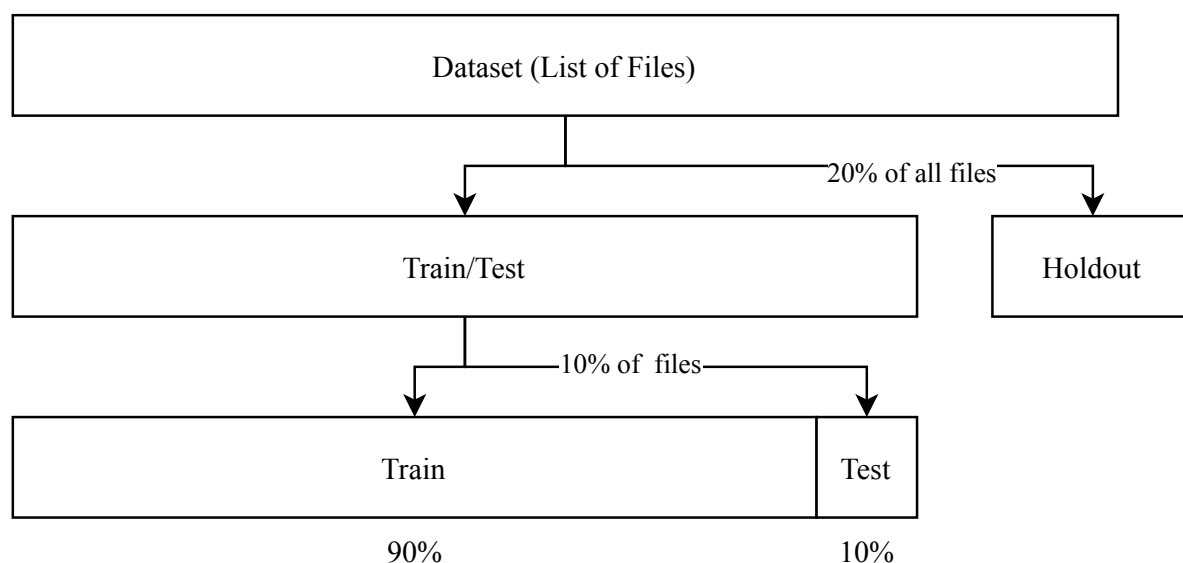 Dataset (List of Files)
20% of all files
Train/Test
Holdout
10% of  files
Train
Test
90%
10%